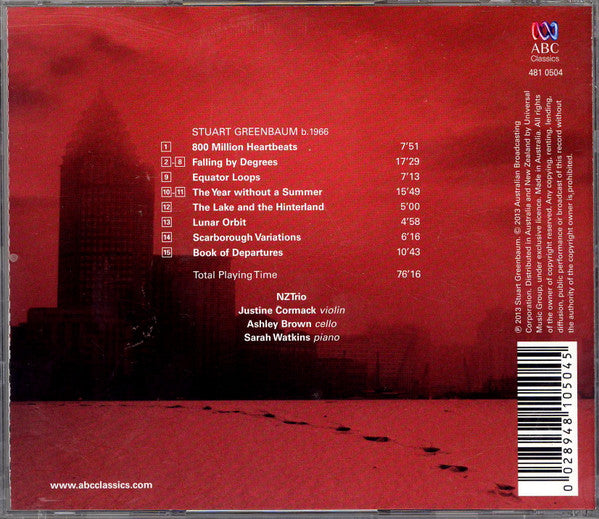 ABC
Classics
481 0504
STUART GREENBAUM b.1966
1 800 Million Heartbeats 7'51
2-8 Falling by Degrees 17'29
9 Equator Loops 7'13
10-11 The Year without a Summer 15'49
12 The Lake and the Hinterland 5'00
13 Lunar Orbit 4'58
14 Scarborough Variations 6'16
15 Book of Departures 10'43
Total Playing Time 76'16
NZTrio
Justine Cormack violin
Ashley Brown cello
Sarah Watkins piano
℗ 2013 Stuart Greenbaum. © 2013 Australian Broadcasting
Corporation. Distributed in Australia and New Zealand by Universal
Music Group, under exclusive licence. Made in Australia. All rights
of the owner of copyright reserved. Any copying, renting, lending,
diffusion, public performance or broadcast of this record without
the authority of the copyright owner is prohibited.
0 028948 105045
www.abcclassics.com